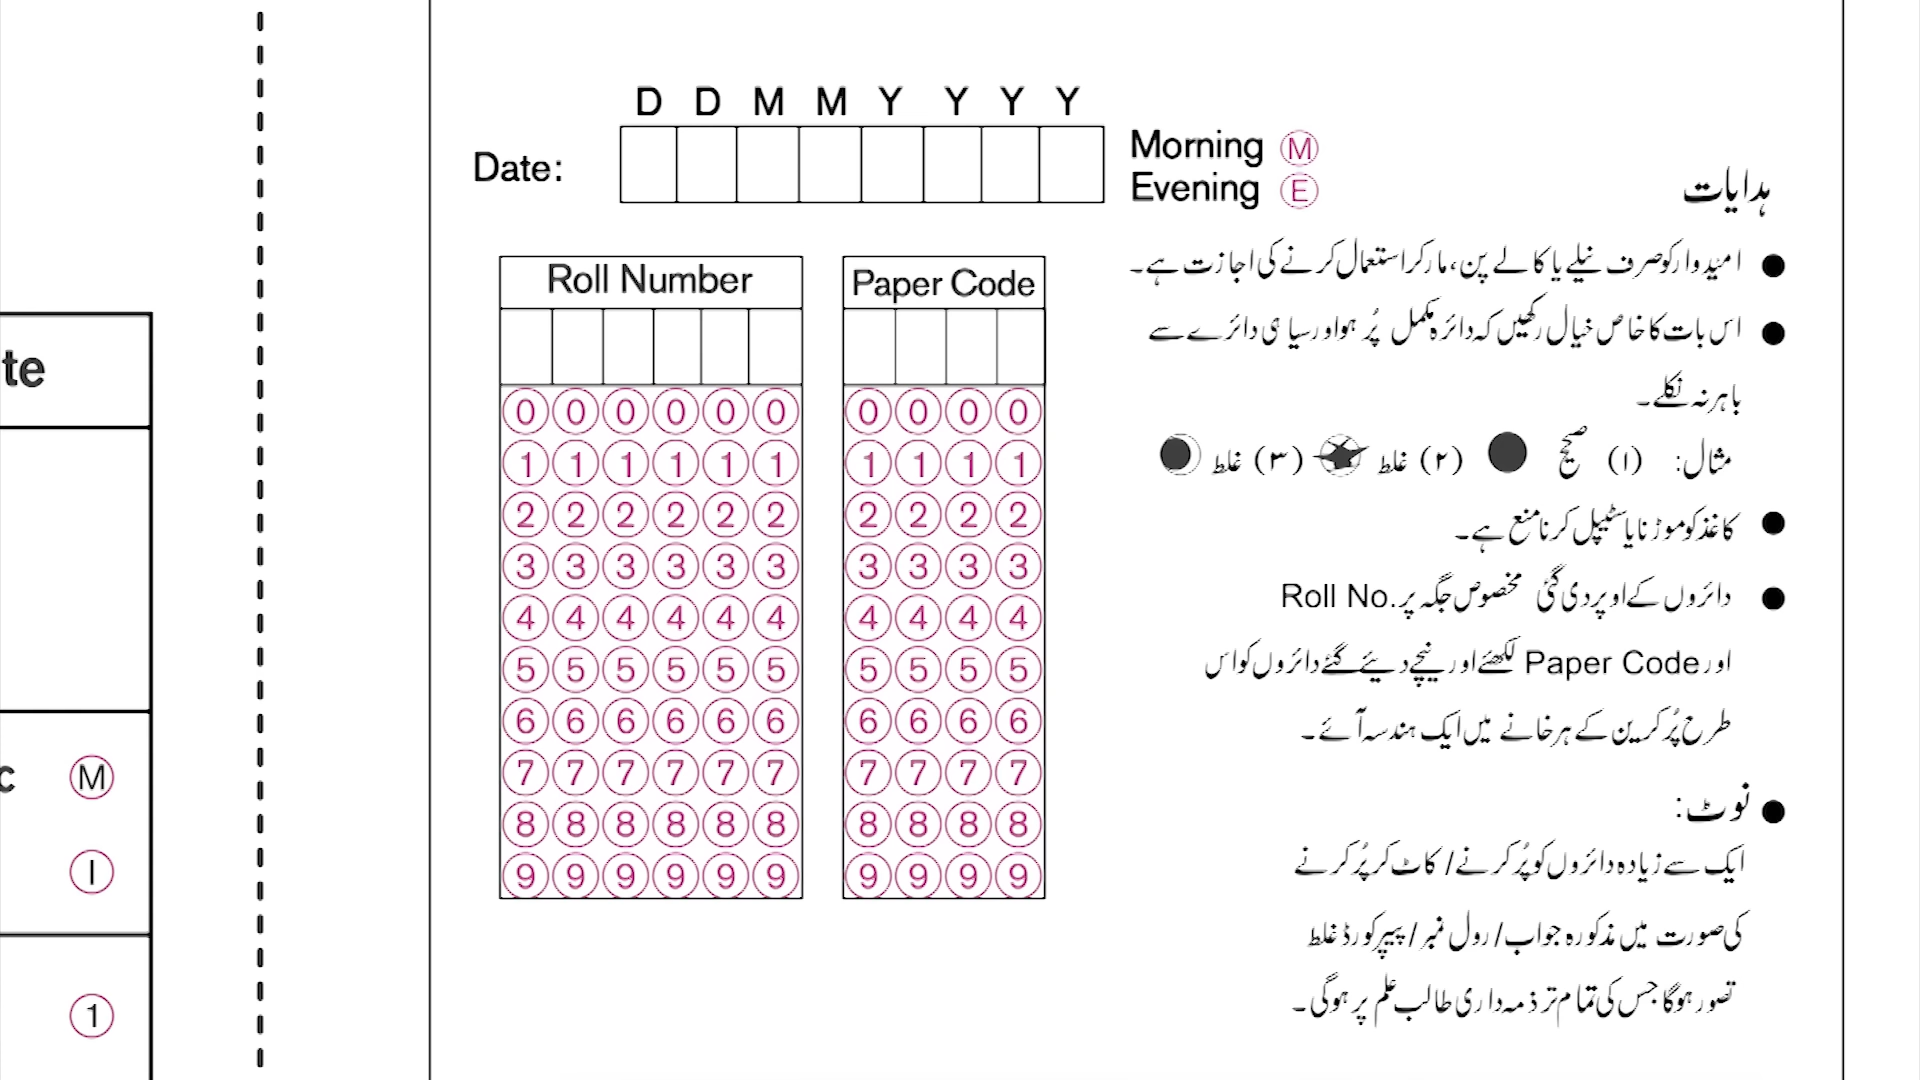 te
c M
I
1
D D M M Y Y Y Y
Date:
Morning M
Evening E
Roll Number
0 0 0 0 0 0
1 1 1 1 1 1
2 2 2 2 2 2
3 3 3 3 3 3
4 4 4 4 4 4
5 5 5 5 5 5
6 6 6 6 6 6
7 7 7 7 7 7
8 8 8 8 8 8
9 9 9 9 9 9
Paper Code
0 0 0 0
1 1 1 1
2 2 2 2
3 3 3 3
4 4 4 4
5 5 5 5
6 6 6 6
7 7 7 7
8 8 8 8
9 9 9 9
ہدایات
● امیدوار کو صرف نیلے یا کالے پن، مارکر استعمال کرنے کی اجازت ہے۔
● اس بات کا خاص خیال رکھیں کہ دائرہ مکمل پُر ہو اور سیاہی دائرے سے
باہر نہ نکلے۔
مثال: (۱) صحیح (۲) غلط (۳) غلط
● کاغذ کو موڑنا یا سٹیپل کرنا منع ہے۔
● دائروں کے اوپر دی گئی مخصوص جگہ پر Roll No.
اور Paper Code لکھئے اور نیچے دیئے گئے دائروں کو اس
طرح پُر کرین کے ہر خانے میں ایک ہندسہ آئے۔
● نوٹ:
ایک سے زیادہ دائروں کو پُر کرنے / کاٹ کر پُر کرنے
کی صورت میں مذکورہ جواب / رول نمبر / پیپر کورڈ غلط
تصور ہوگا جس کی تمام تر ذمہ داری طالب علم پر ہوگی۔